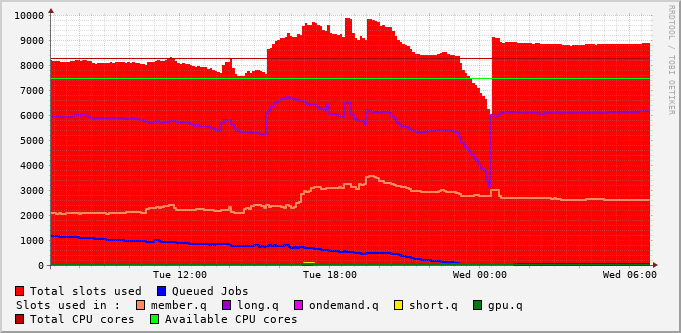 10000
9000
8000
7000
6000
5000
4000
3000
2000
1000
0
Tue 12:00 Tue 18:00 Wed 00:00 Wed 06:00
RRDTOOL / TOBI OETIKER
Total slots used Queued Jobs
Slots used in : member.q long.q ondemand.q short.q gpu.q
Total CPU cores Available CPU cores